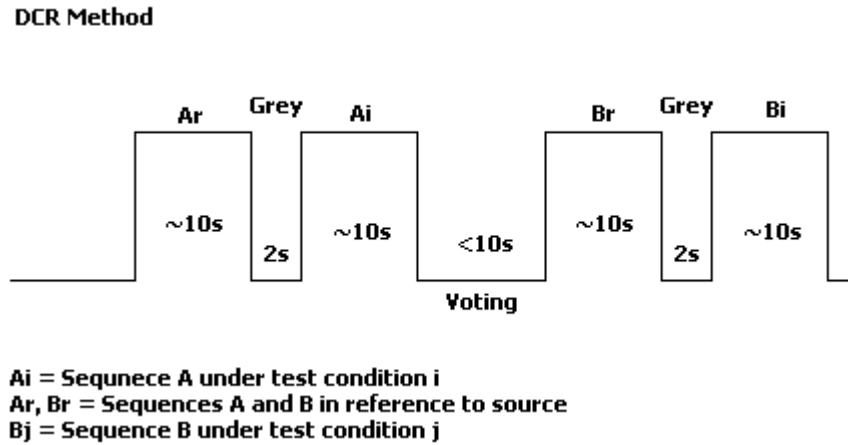 DCR Method
Ar Grey Ai Br Grey Bi
~10s 2s ~10s <10s ~10s 2s ~10s
Voting
Ai = Sequnece A under test condition i
Ar, Br = Sequences A and B in reference to source
Bj = Sequence B under test condition j